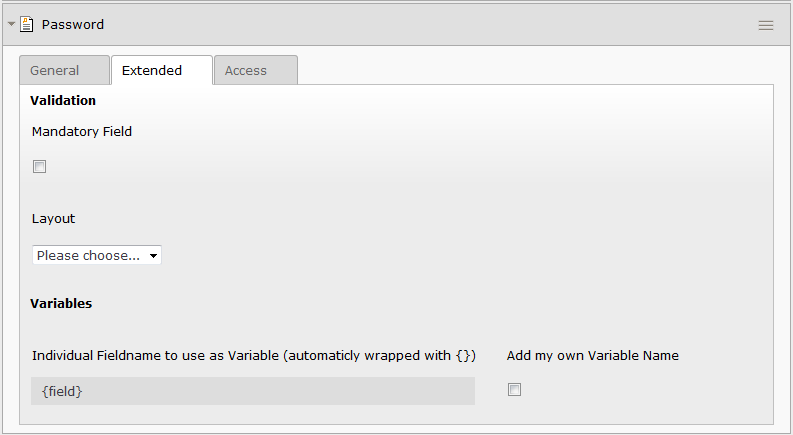 Password
General Extended Access
Validation
Mandatory Field
Layout
Please choose...
Variables
Individual Fieldname to use as Variable (automaticly wrapped with {}) Add my own Variable Name
{field}